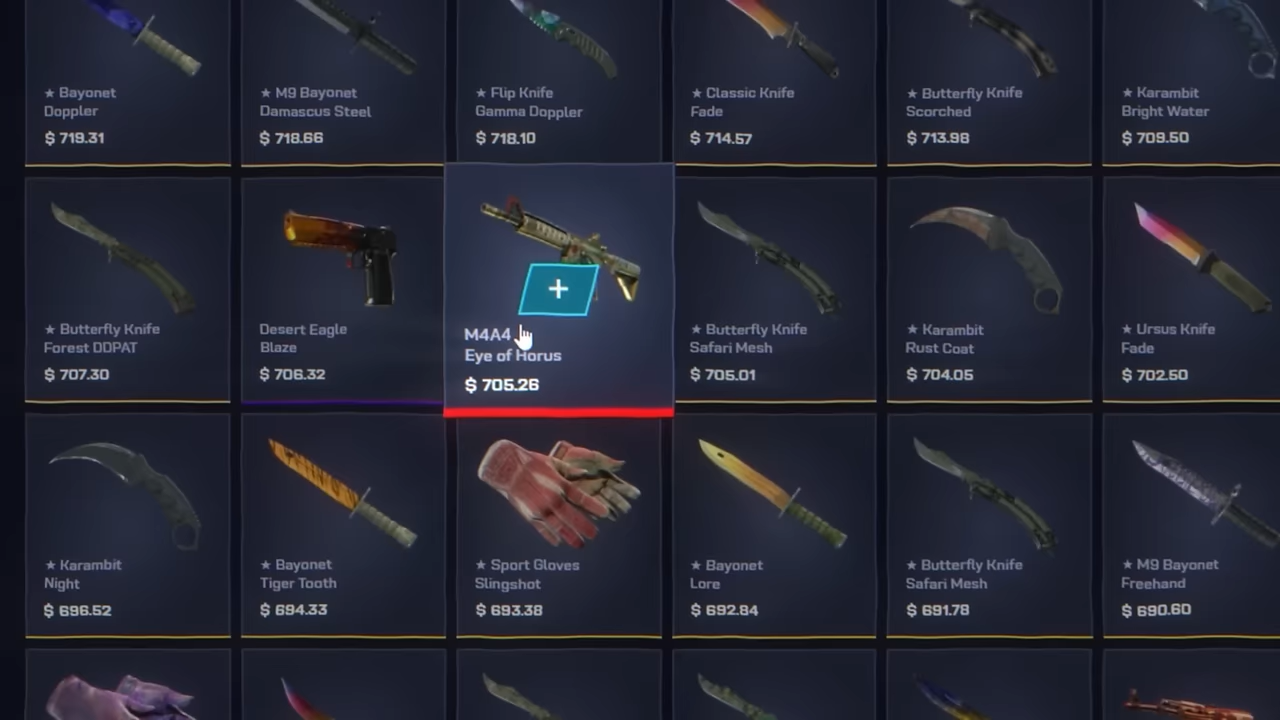 ★ Bayonet
Doppler
$ 719.31
★ M9 Bayonet
Damascus Steel
$ 718.66
★ Flip Knife
Gamma Doppler
$ 718.10
★ Classic Knife
Fade
$ 714.57
★ Butterfly Knife
Scorched
$ 713.98
★ Karambit
Bright Water
$ 709.50
★ Butterfly Knife
Forest DDPAT
$ 707.30
Desert Eagle
Blaze
$ 706.32
+
M4A4
Eye of Horus
$ 705.26
★ Butterfly Knife
Safari Mesh
$ 705.01
★ Karambit
Rust Coat
$ 704.05
★ Ursus Knife
Fade
$ 702.50
★ Karambit
Night
$ 696.52
★ Bayonet
Tiger Tooth
$ 694.33
★ Sport Gloves
Slingshot
$ 693.38
★ Bayonet
Lore
$ 692.84
★ Butterfly Knife
Safari Mesh
$ 691.78
★ M9 Bayonet
Freehand
$ 690.60